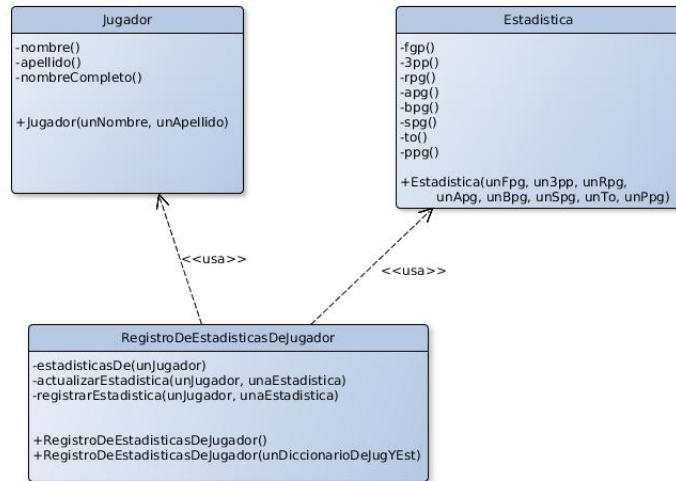 Jugador
-nombre()
-apellido()
-nombreCompleto()
+Jugador(unNombre, unApellido)
Estadistica
-fgp()
-3pp()
-rpg()
-apg()
-bpg()
-spg()
-to()
-ppg()
+Estadistica(unFpg, un3pp, unRpg,
unApg, unBpg, unSpg, unTo, unPpg)
<<usa>>
<<usa>>
RegistroDeEstadisticasDeJugador
-estadisticasDe(unJugador)
-actualizarEstadistica(unJugador, unaEstadistica)
-registrarEstadistica(unJugador, unaEstadistica)
+RegistroDeEstadisticasDeJugador()
+RegistroDeEstadisticasDeJugador(unDiccionarioDeJugYEst)